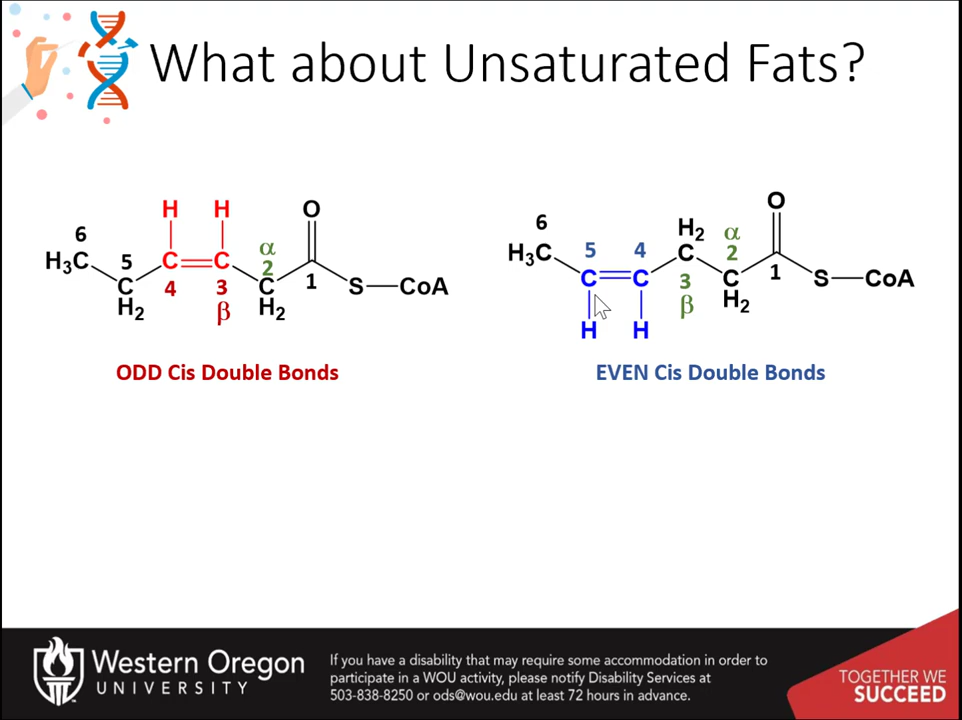 What about Unsaturated Fats?
H H O
6 α
H₃C 5 C C 2 1
C 4 3 C S CoA
H₂ β H₂
ODD Cis Double Bonds
O
6 H₂ α
H₃C 5 4 C 2 1
C C 3 C S CoA
β H₂
H H
EVEN Cis Double Bonds
Western Oregon
UNIVERSITY
If you have a disability that may require some accommodation in order to
participate in a WOU activity, please notify Disability Services at
503-838-8250 or ods@wou.edu at least 72 hours in advance.
TOGETHER WE
SUCCEED